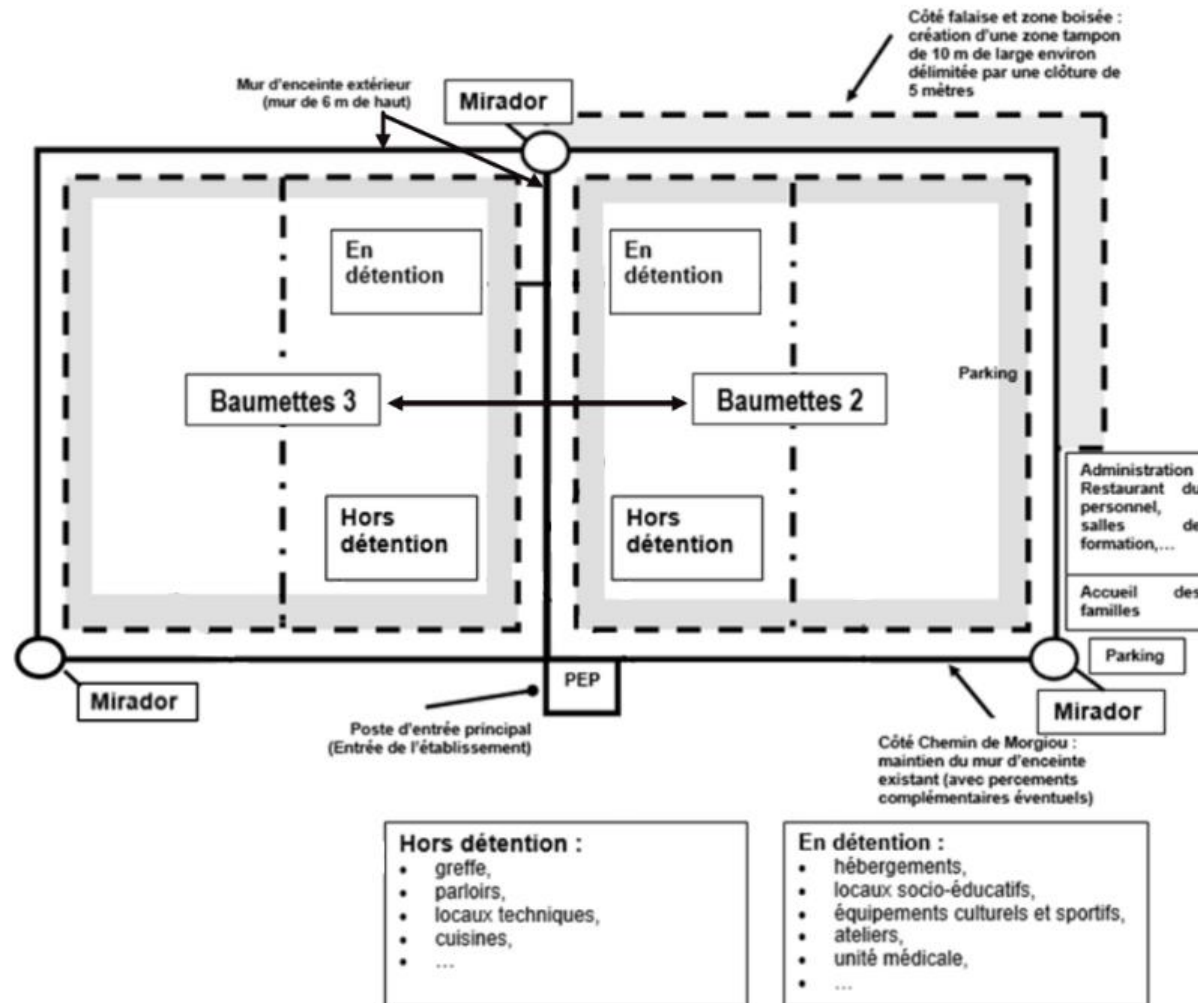 Côté falaise et zone boisée :
création d'une zone tampon
de 10 m de large environ
délimitée par une clôture de
5 mètres
Mur d'enceinte extérieur
(mur de 6 m de haut)
Mirador
En
détention
En
détention
Parking
Baumettes 3
Baumettes 2
Administration
Restaurant du
personnel,
salles de
formation,...
Hors
détention
Hors
détention
Accueil des
familles
Parking
Mirador
PEP
Mirador
Poste d'entrée principal
(Entrée de l'établissement)
Côté Chemin de Morgiou :
maintien du mur d'enceinte
existant (avec percements
complémentaires éventuels)
Hors détention :
• greffe,
• parloirs,
• locaux techniques,
• cuisines,
• ...
En détention :
• hébergements,
• locaux socio-éducatifs,
• équipements culturels et sportifs,
• ateliers,
• unité médicale,
• ...